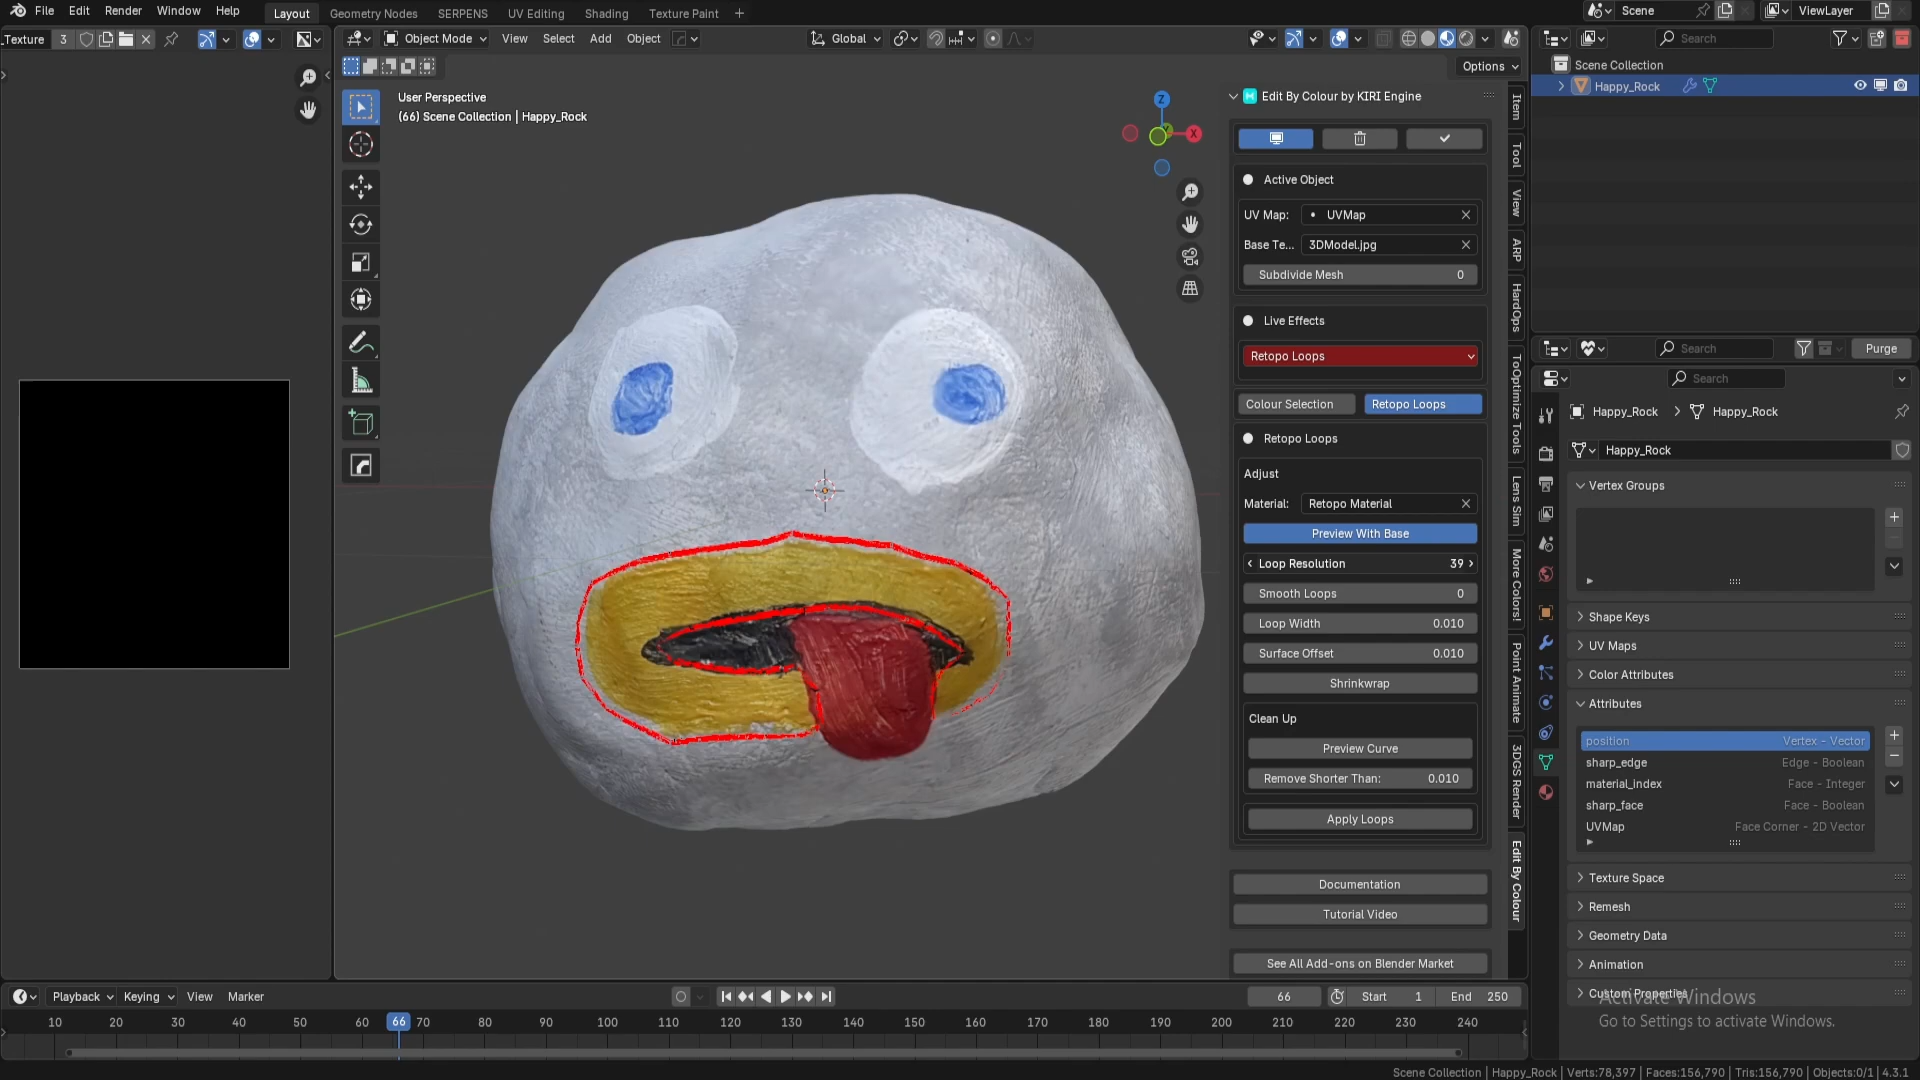 File Edit Render Window Help Layout Geometry Nodes SERPENS UV Editing Shading Texture Paint + Scene ViewLayer
_Texture 3 Object Mode View Select Add Object Global Search
Options
User Perspective
(66) Scene Collection | Happy_Rock
Z
X
Edit By Colour by KIRI Engine
Active Object
UV Map: UVMap
Base Te... 3DModel.jpg
Subdivide Mesh 0
Live Effects
Retopo Loops
Colour Selection Retopo Loops
Retopo Loops
Adjust
Material: Retopo Material
Preview With Base
Loop Resolution 39
Smooth Loops 0
Loop Width 0.010
Surface Offset 0.010
Shrinkwrap
Clean Up
Preview Curve
Remove Shorter Than: 0.010
Apply Loops
Documentation
Tutorial Video
See All Add-ons on Blender Market
Item
Tool
View
ARP
HardOps
ToOptimize Tools
Lens Sim
More Colors!
Point Animate
3DGS Render
Edit By Colour
Scene Collection
Happy_Rock
Search Purge
Search
Happy_Rock Happy_Rock
Happy_Rock
Vertex Groups
Shape Keys
UV Maps
Color Attributes
Attributes
position Vertex - Vector
sharp_edge Edge - Boolean
material_index Face - Integer
sharp_face Face - Boolean
UVMap Face Corner - 2D Vector
Texture Space
Remesh
Geometry Data
Animation
Custom Properties
Activate Windows
Go to Settings to activate Windows.
Playback Keying View Marker 66 Start 1 End 250
10 20 30 40 50 60 66 70 80 90 100 110 120 130 140 150 160 170 180 190 200 210 220 230 240
Scene Collection | Happy_Rock | Verts:78,397 | Faces:156,790 | Tris:156,790 | Objects:0/1 | 4.3.1